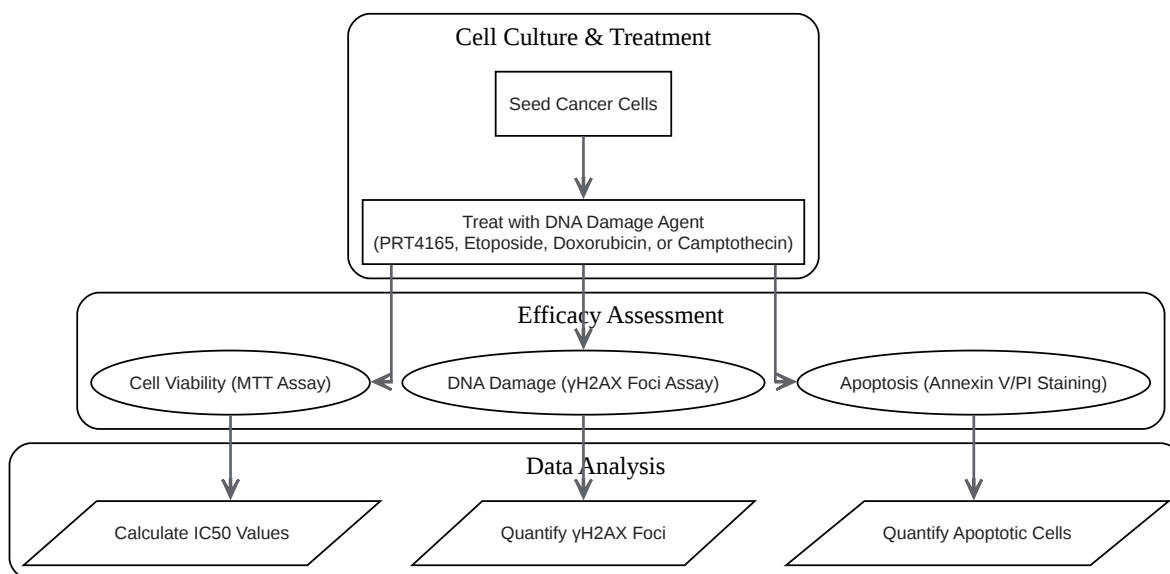 Cell Culture & Treatment
Seed Cancer Cells
Treat with DNA Damage Agent
(PRT4165, Etoposide, Doxorubicin, or Camptothecin)
Efficacy Assessment
Cell Viability (MTT Assay)
DNA Damage (γH2AX Foci Assay)
Apoptosis (Annexin V/PI Staining)
Data Analysis
Calculate IC50 Values
Quantify γH2AX Foci
Quantify Apoptotic Cells